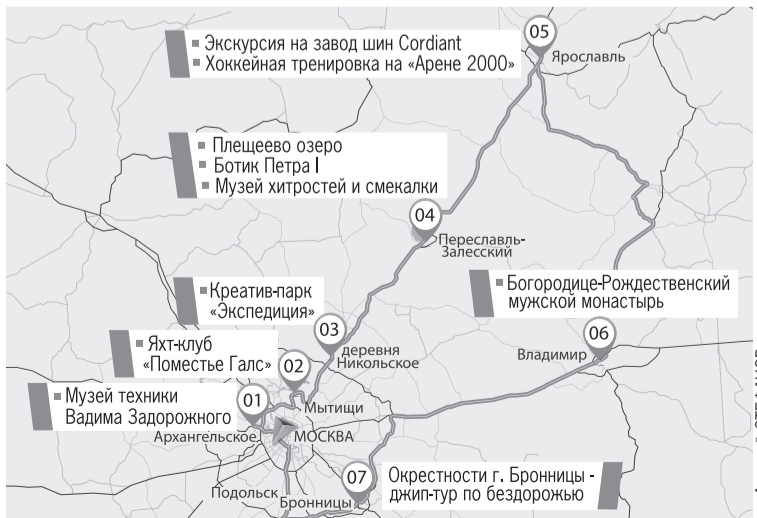 05
▪ Экскурсия на завод шин Cordiant
▪ Хоккейная тренировка на «Арене 2000»
Ярославль
▪ Плещеево озеро
▪ Ботик Петра I
▪ Музей хитростей и смекалки
04
Переславль-
Залесский
▪ Креатив-парк
«Экспедиция»
▪ Богородице-Рождественский
мужской монастырь
03
деревня
Никольское
06
Владимир
▪ Яхт-клуб
«Поместье Галс»
02
Мытищи
▪ Музей техники
Вадима Задорожного
01
Архангельское
МОСКВА
07
Окрестности г. Бронницы -
джип-тур по бездорожью
Подольск
Бронницы